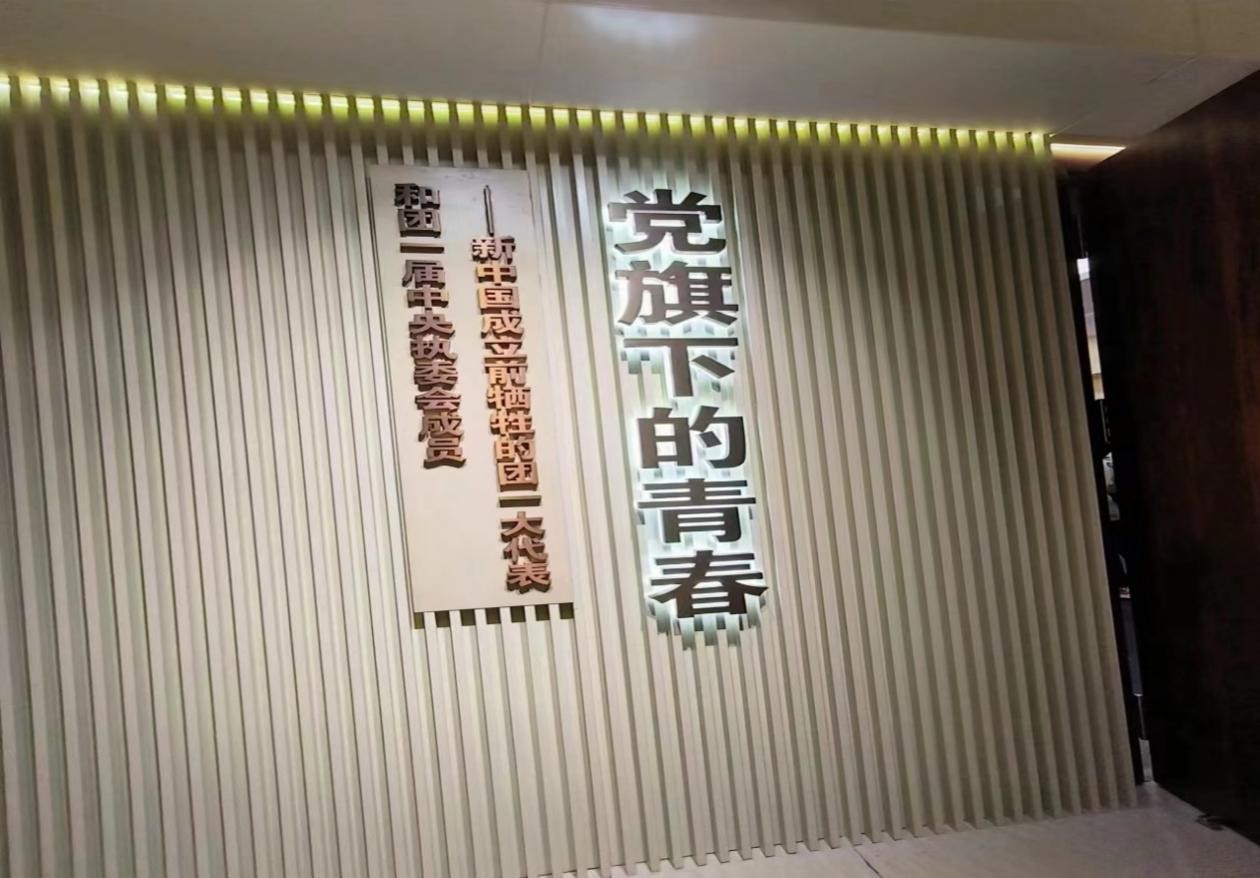 党旗下的青春
——新中国成立前牺牲的团一大代表
和团一届中央执委会成员